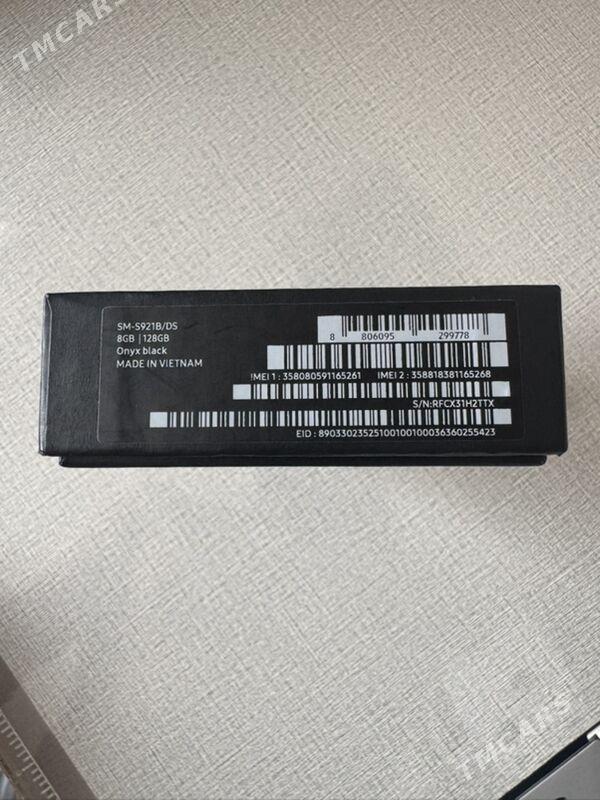 TMCARS
SM-S921B/DS
8GB | 128GB
Onyx black
MADE IN VIETNAM
8 806095 299778
IMEI 1 : 358080591165261 IMEI 2 : 358818381165268
S/N:RFCX31H2TTX
EID : 89033023525100100100036360255423
TMCARS